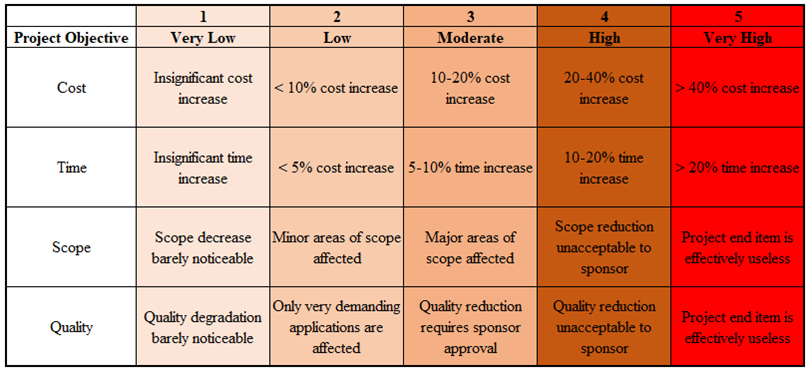 1 2 3 4 5
Project Objective Very Low Low Moderate High Very High
Cost
Insignificant cost
increase
< 10% cost increase
10-20% cost
increase
20-40% cost
increase
> 40% cost increase
Time
Insignificant time
increase
< 5% cost increase
5-10% time increase
10-20% time
increase
> 20% time increase
Scope
Scope decrease
barely noticeable
Minor areas of scope
affected
Major areas of
scope affected
Scope reduction
unacceptable to
sponsor
Project end item is
effectively useless
Quality
Quality degradation
barely noticeable
Only very demanding
applications are
affected
Quality reduction
requires sponsor
approval
Quality reduction
unacceptable to
sponsor
Project end item is
effectively useless